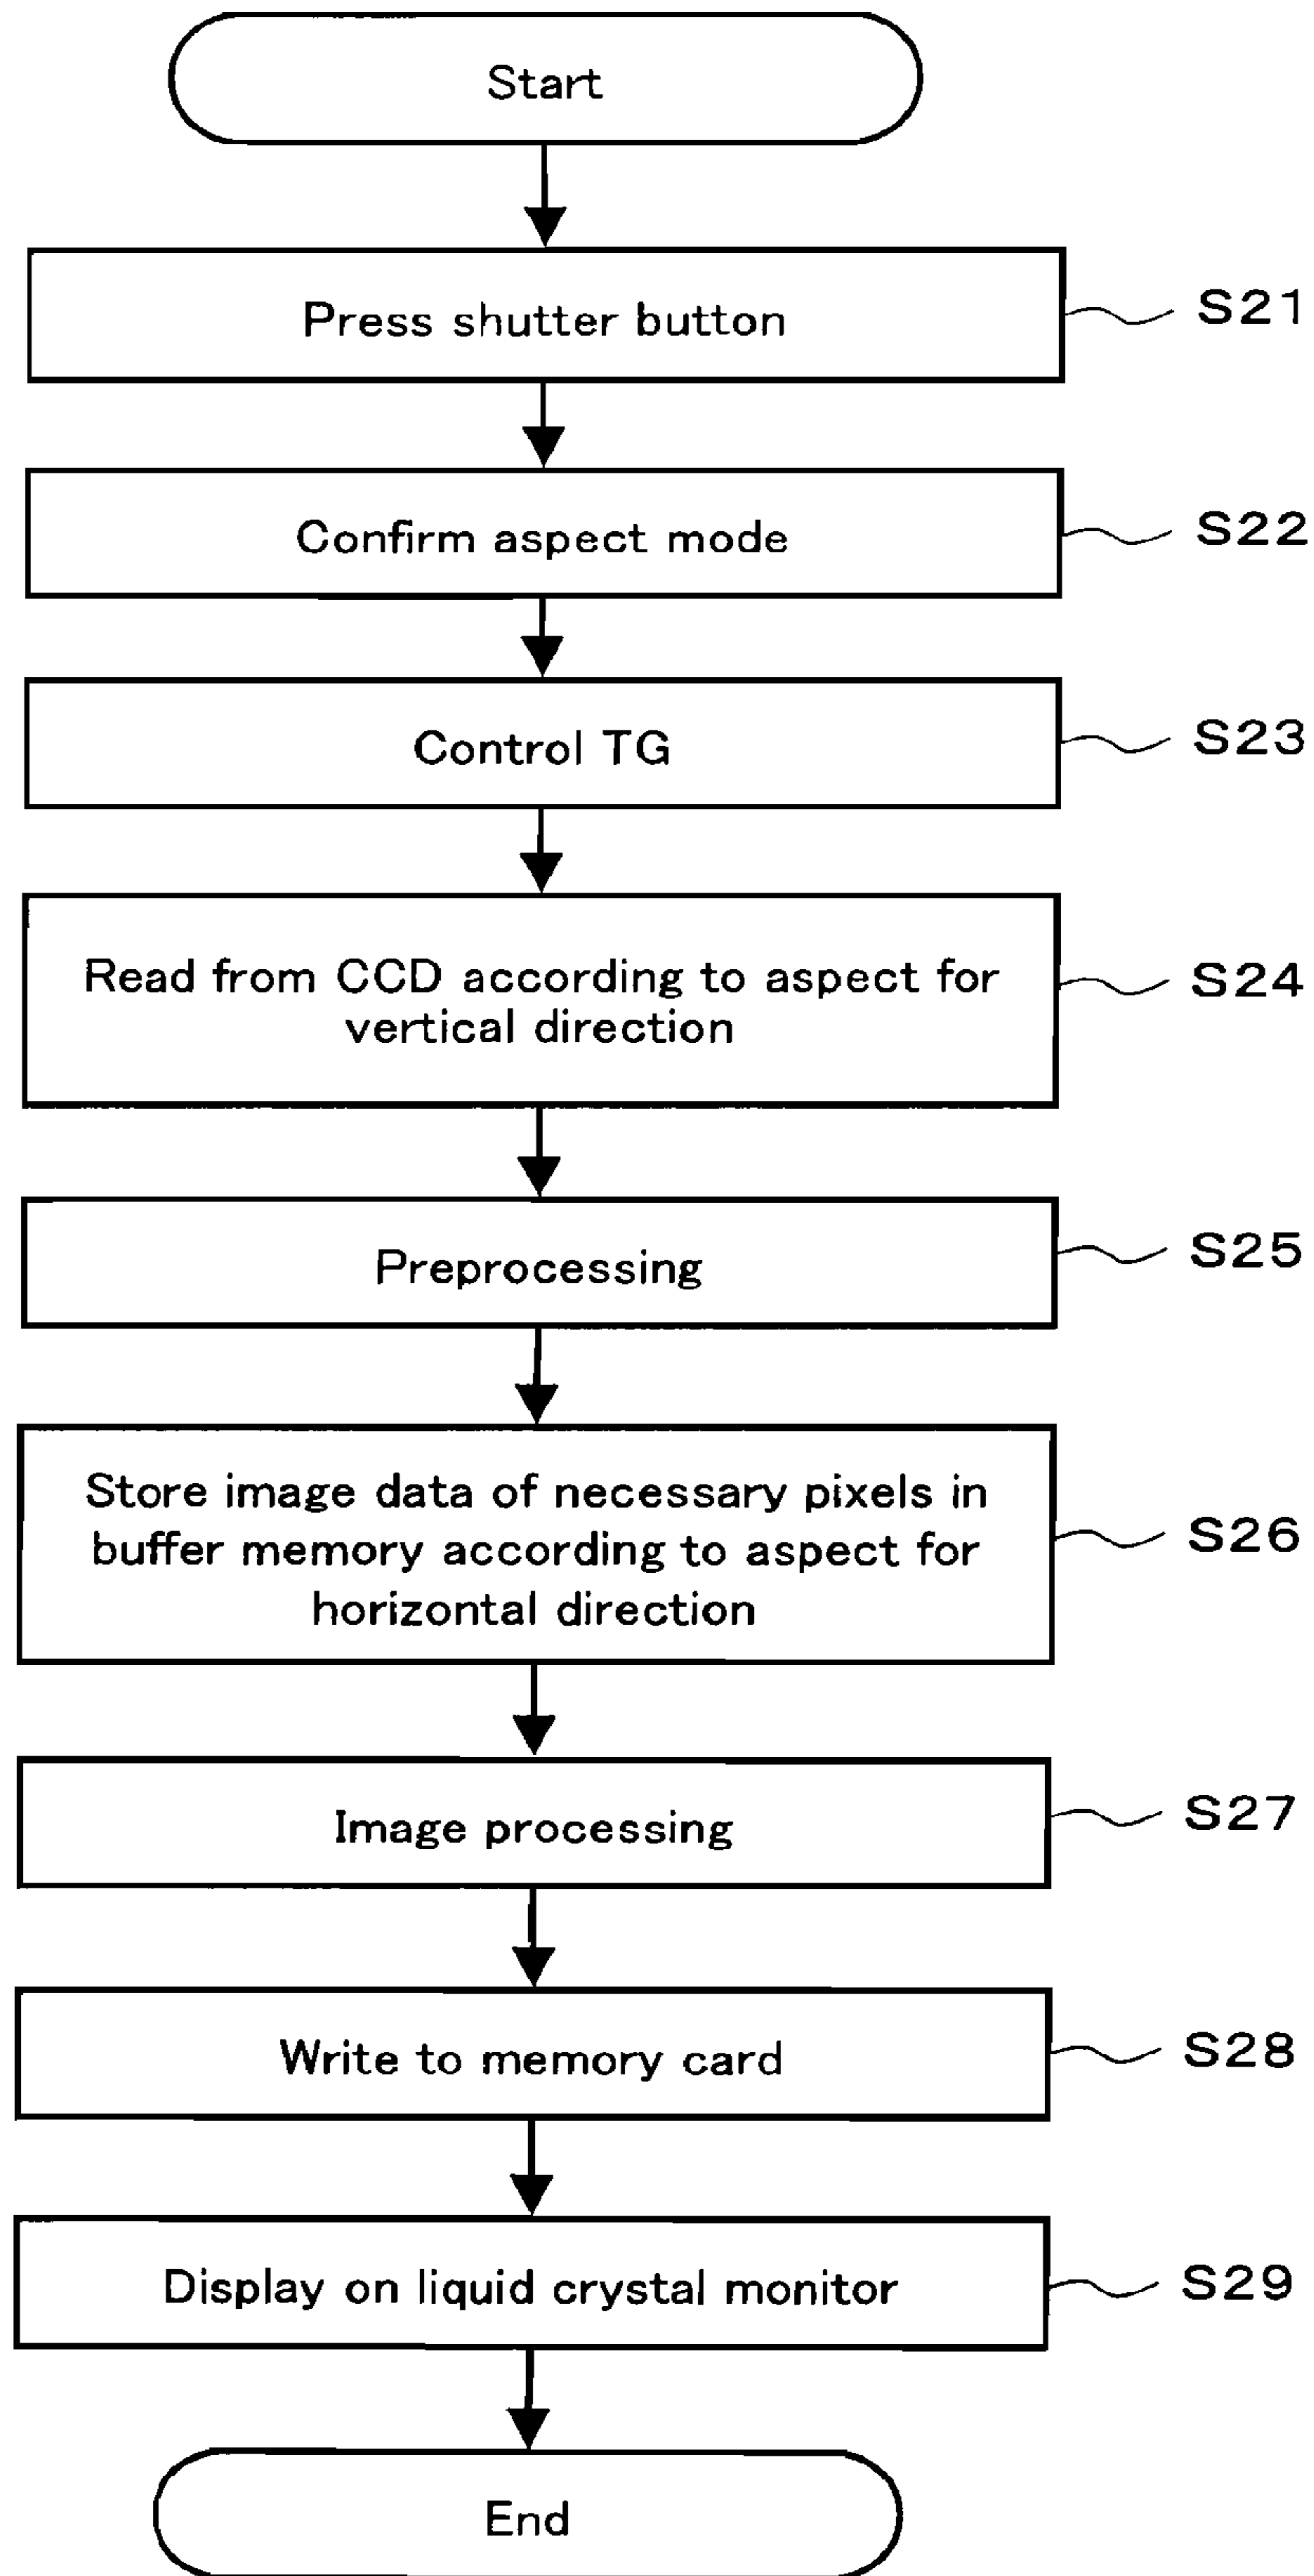 Start
Press shutter button
S21
Confirm aspect mode
S22
Control TG
S23
Read from CCD according to aspect for
vertical direction
S24
Preprocessing
S25
Store image data of necessary pixels in
buffer memory according to aspect for
horizontal direction
S26
Image processing
S27
Write to memory card
S28
Display on liquid crystal monitor
S29
End